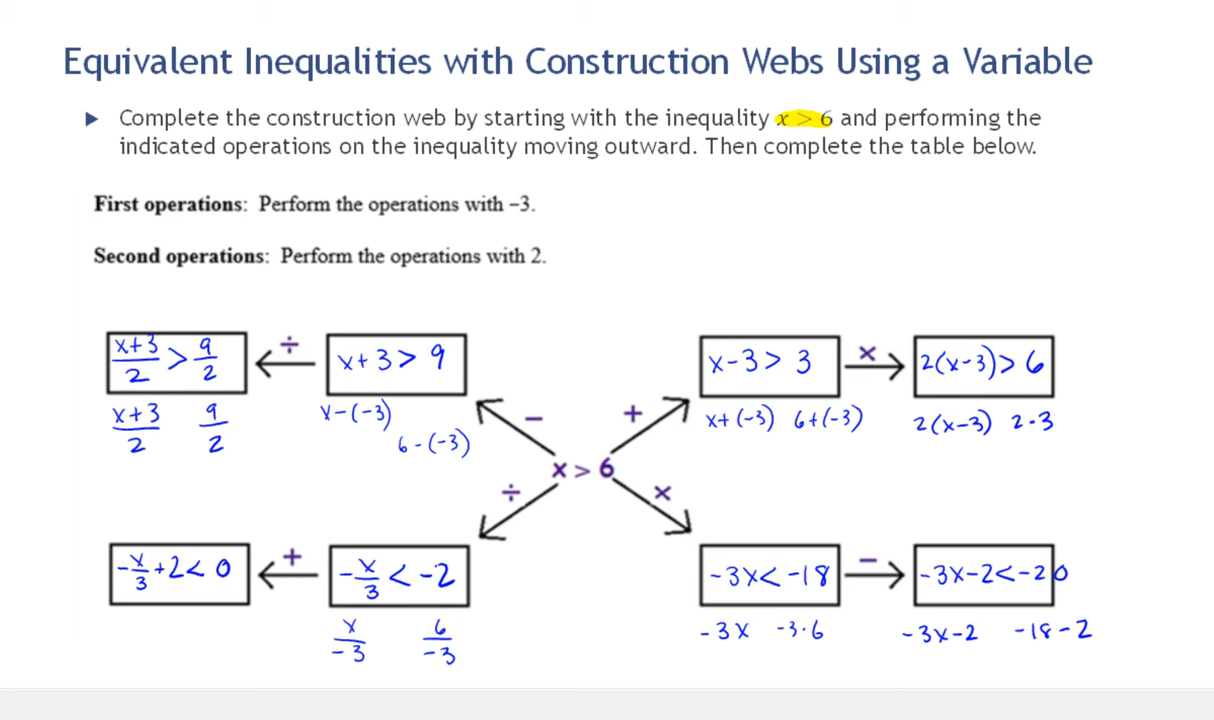 Equivalent Inequalities with Construction Webs Using a Variable
Complete the construction web by starting with the inequality x > 6 and performing the
indicated operations on the inequality moving outward. Then complete the table below.
First operations: Perform the operations with −3.
Second operations: Perform the operations with 2.
(x+3)/2 > 9/2
÷
x+3 > 9
x-3 > 3
×
2(x-3) > 6
(x+3)/2 9/2
x-(-3)
6-(-3)
−
+
x+(-3) 6+(-3)
2(x-3) 2·3
x > 6
÷
×
-x/3 +2 < 0
+
-x/3 < -2
-3x < -18
−
-3x-2 < -20
x/-3 6/-3
-3x -3·6
-3x-2 -18-2